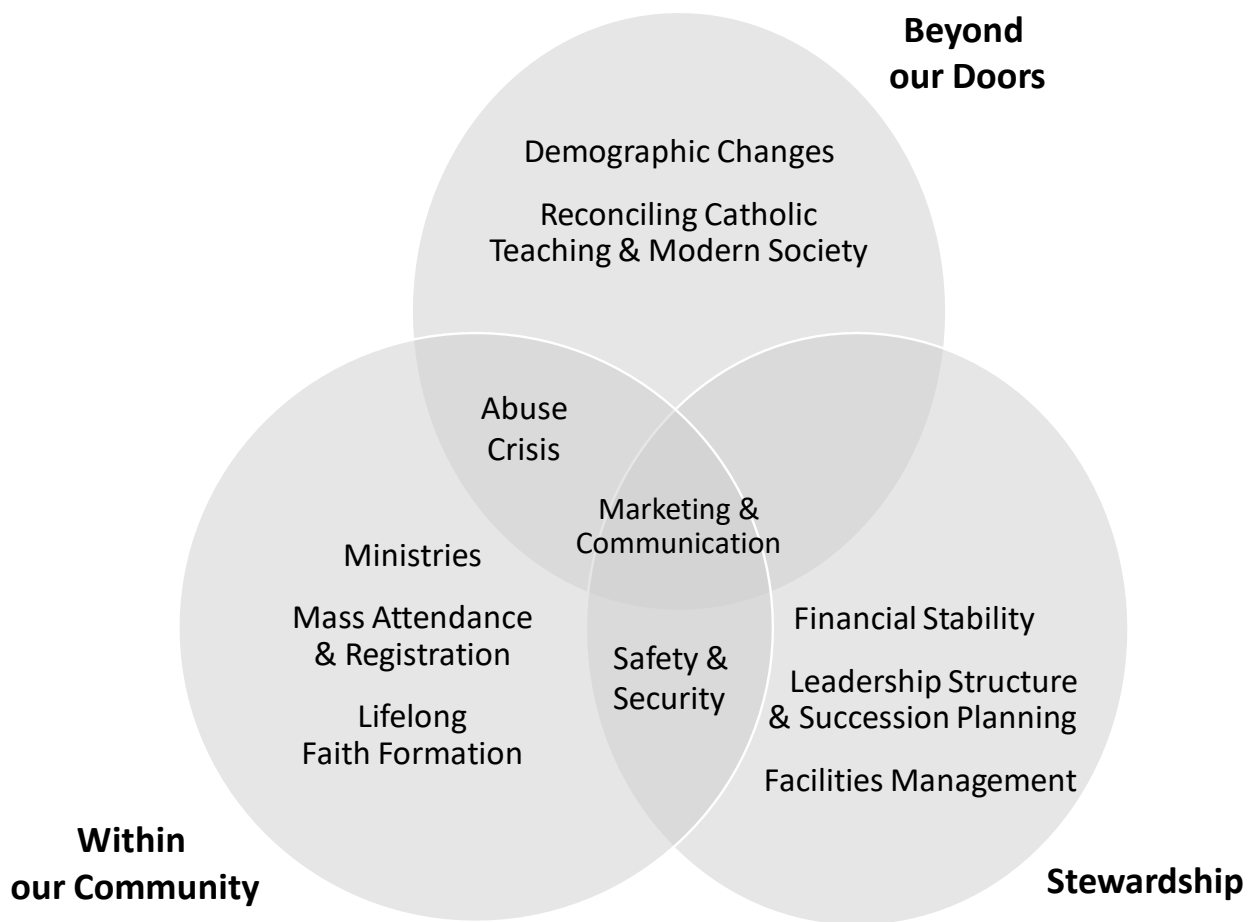 Beyond
our Doors
Demographic Changes
Reconciling Catholic
Teaching & Modern Society
Abuse
Crisis
Marketing &
Communication
Ministries
Mass Attendance
& Registration
Lifelong
Faith Formation
Safety &
Security
Financial Stability
Leadership Structure
& Succession Planning
Facilities Management
Within
our Community
Stewardship